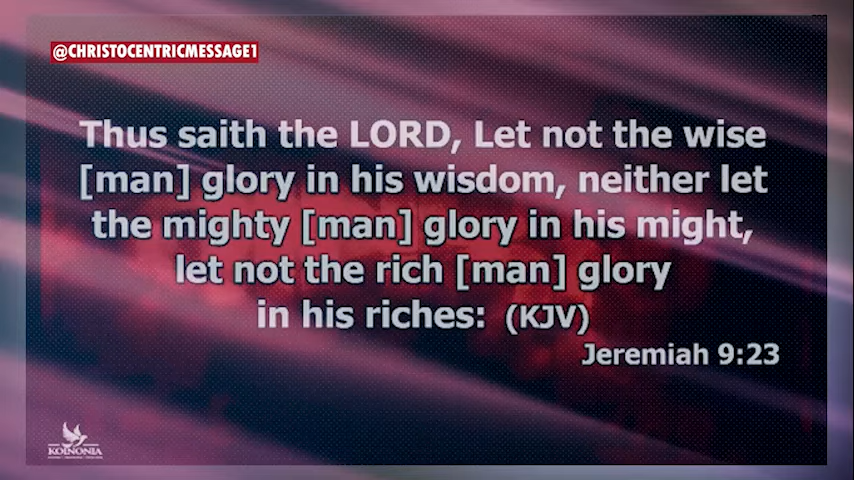 @CHRISTOCENTRICMESSAGE1
Thus saith the LORD, Let not the wise
[man] glory in his wisdom, neither let
the mighty [man] glory in his might,
let not the rich [man] glory
in his riches: (KJV)
Jeremiah 9:23
KOINONIA